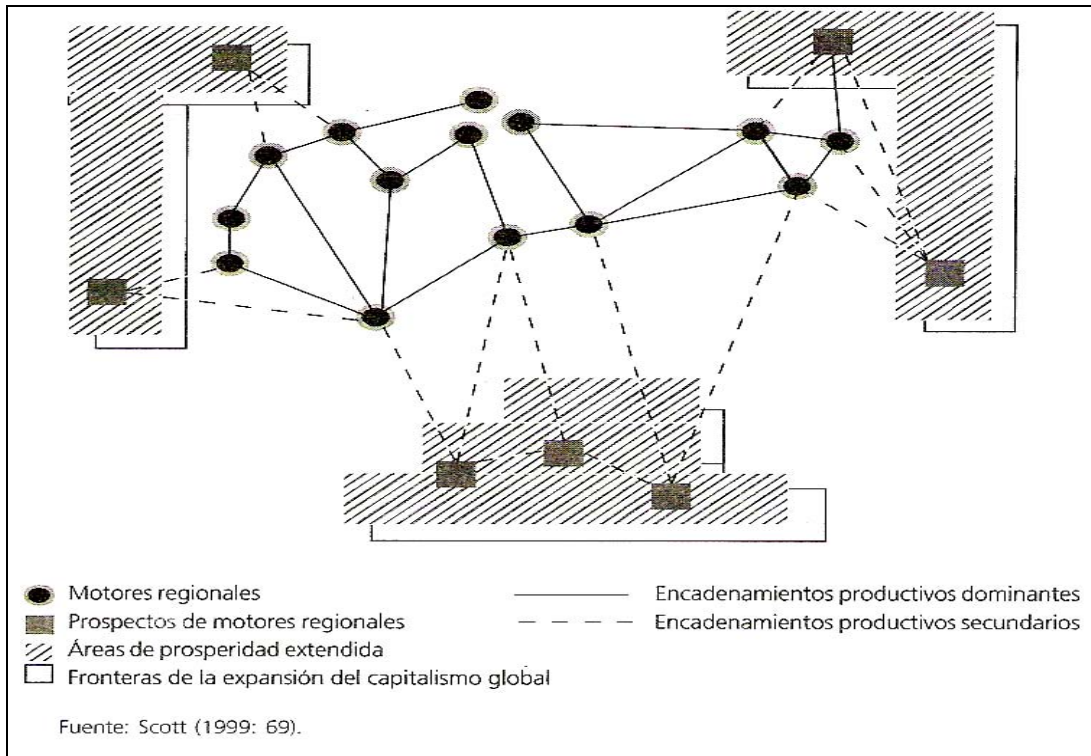 Motores regionales
Prospectos de motores regionales
Áreas de prosperidad extendida
Fronteras de la expansión del capitalismo global
Encadenamientos productivos dominantes
Encadenamientos productivos secundarios
Fuente: Scott (1999: 69).